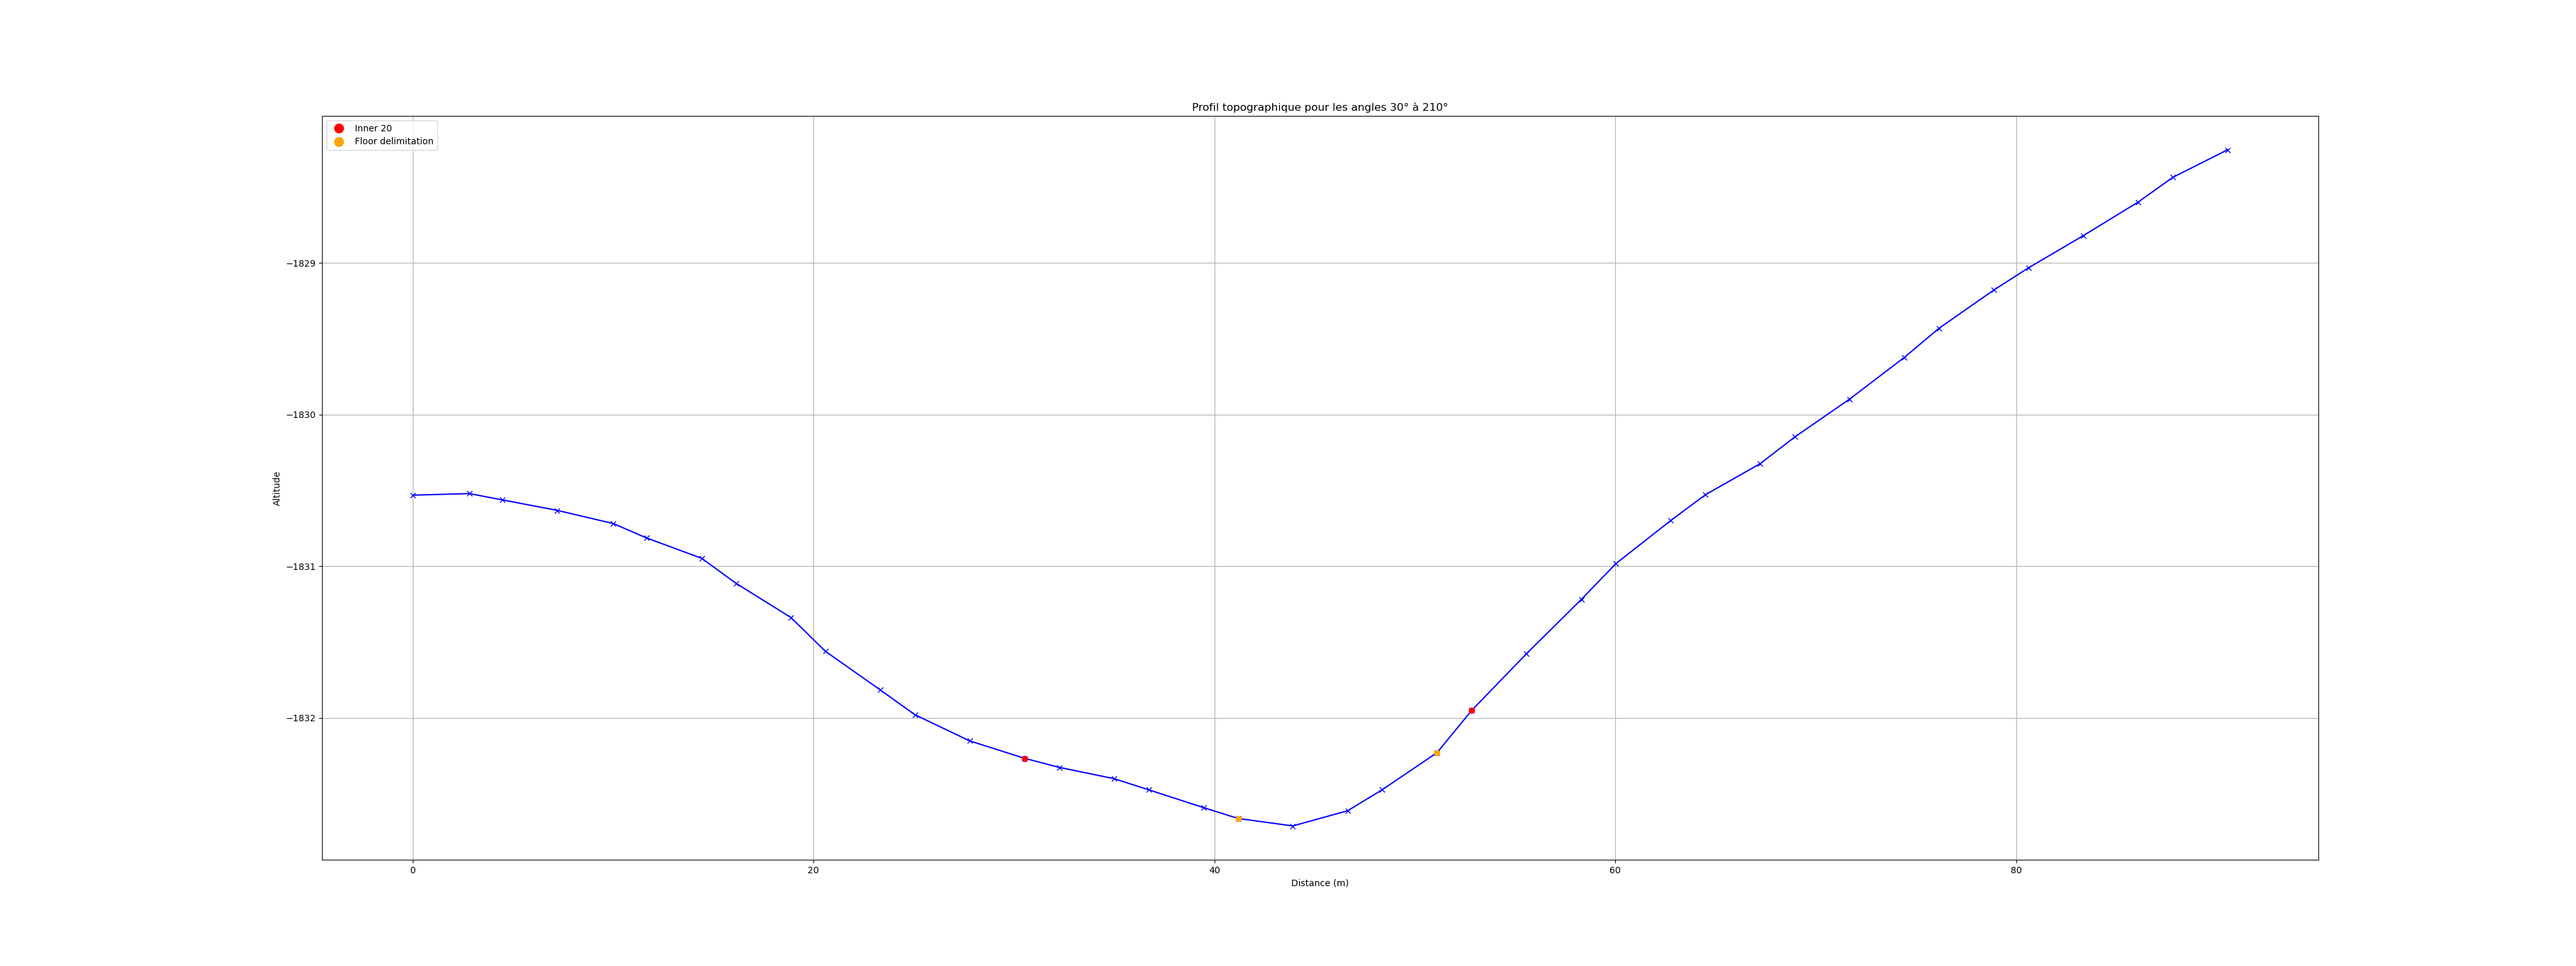 Profil topographique pour les angles 30° à 210°
Inner 20
Floor delimitation
Altitude
−1829
−1830
−1831
−1832
0
20
40
60
80
Distance (m)